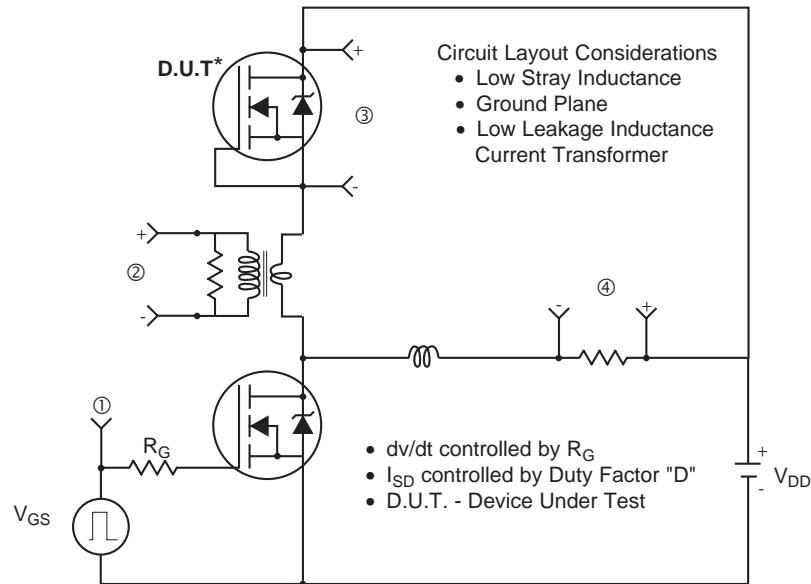 D.U.T*
+
Circuit Layout Considerations
• Low Stray Inductance
• Ground Plane
• Low Leakage Inductance
Current Transformer
③
-
+
②
-
④
- +
①
R_G
V_GS
• dv/dt controlled by R_G
• I_SD controlled by Duty Factor "D"
• D.U.T. - Device Under Test
+
-
V_DD